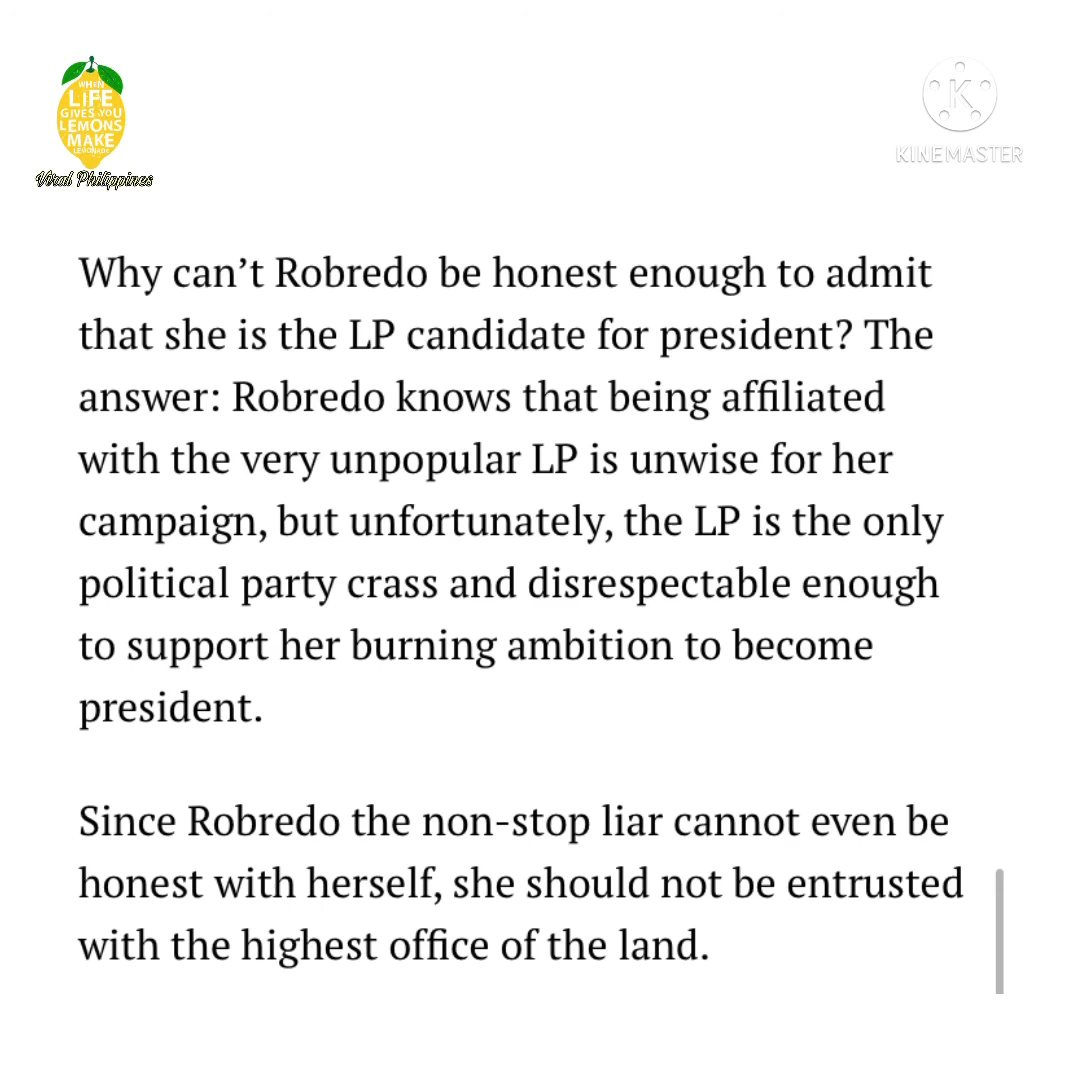 WHEN
LIFE
GIVES YOU
LEMONS
MAKE
LEMONADE
Viral Philippines
K
KINEMASTER
Why can’t Robredo be honest enough to admit
that she is the LP candidate for president? The
answer: Robredo knows that being affiliated
with the very unpopular LP is unwise for her
campaign, but unfortunately, the LP is the only
political party crass and disrespectable enough
to support her burning ambition to become
president.
Since Robredo the non-stop liar cannot even be
honest with herself, she should not be entrusted
with the highest office of the land.